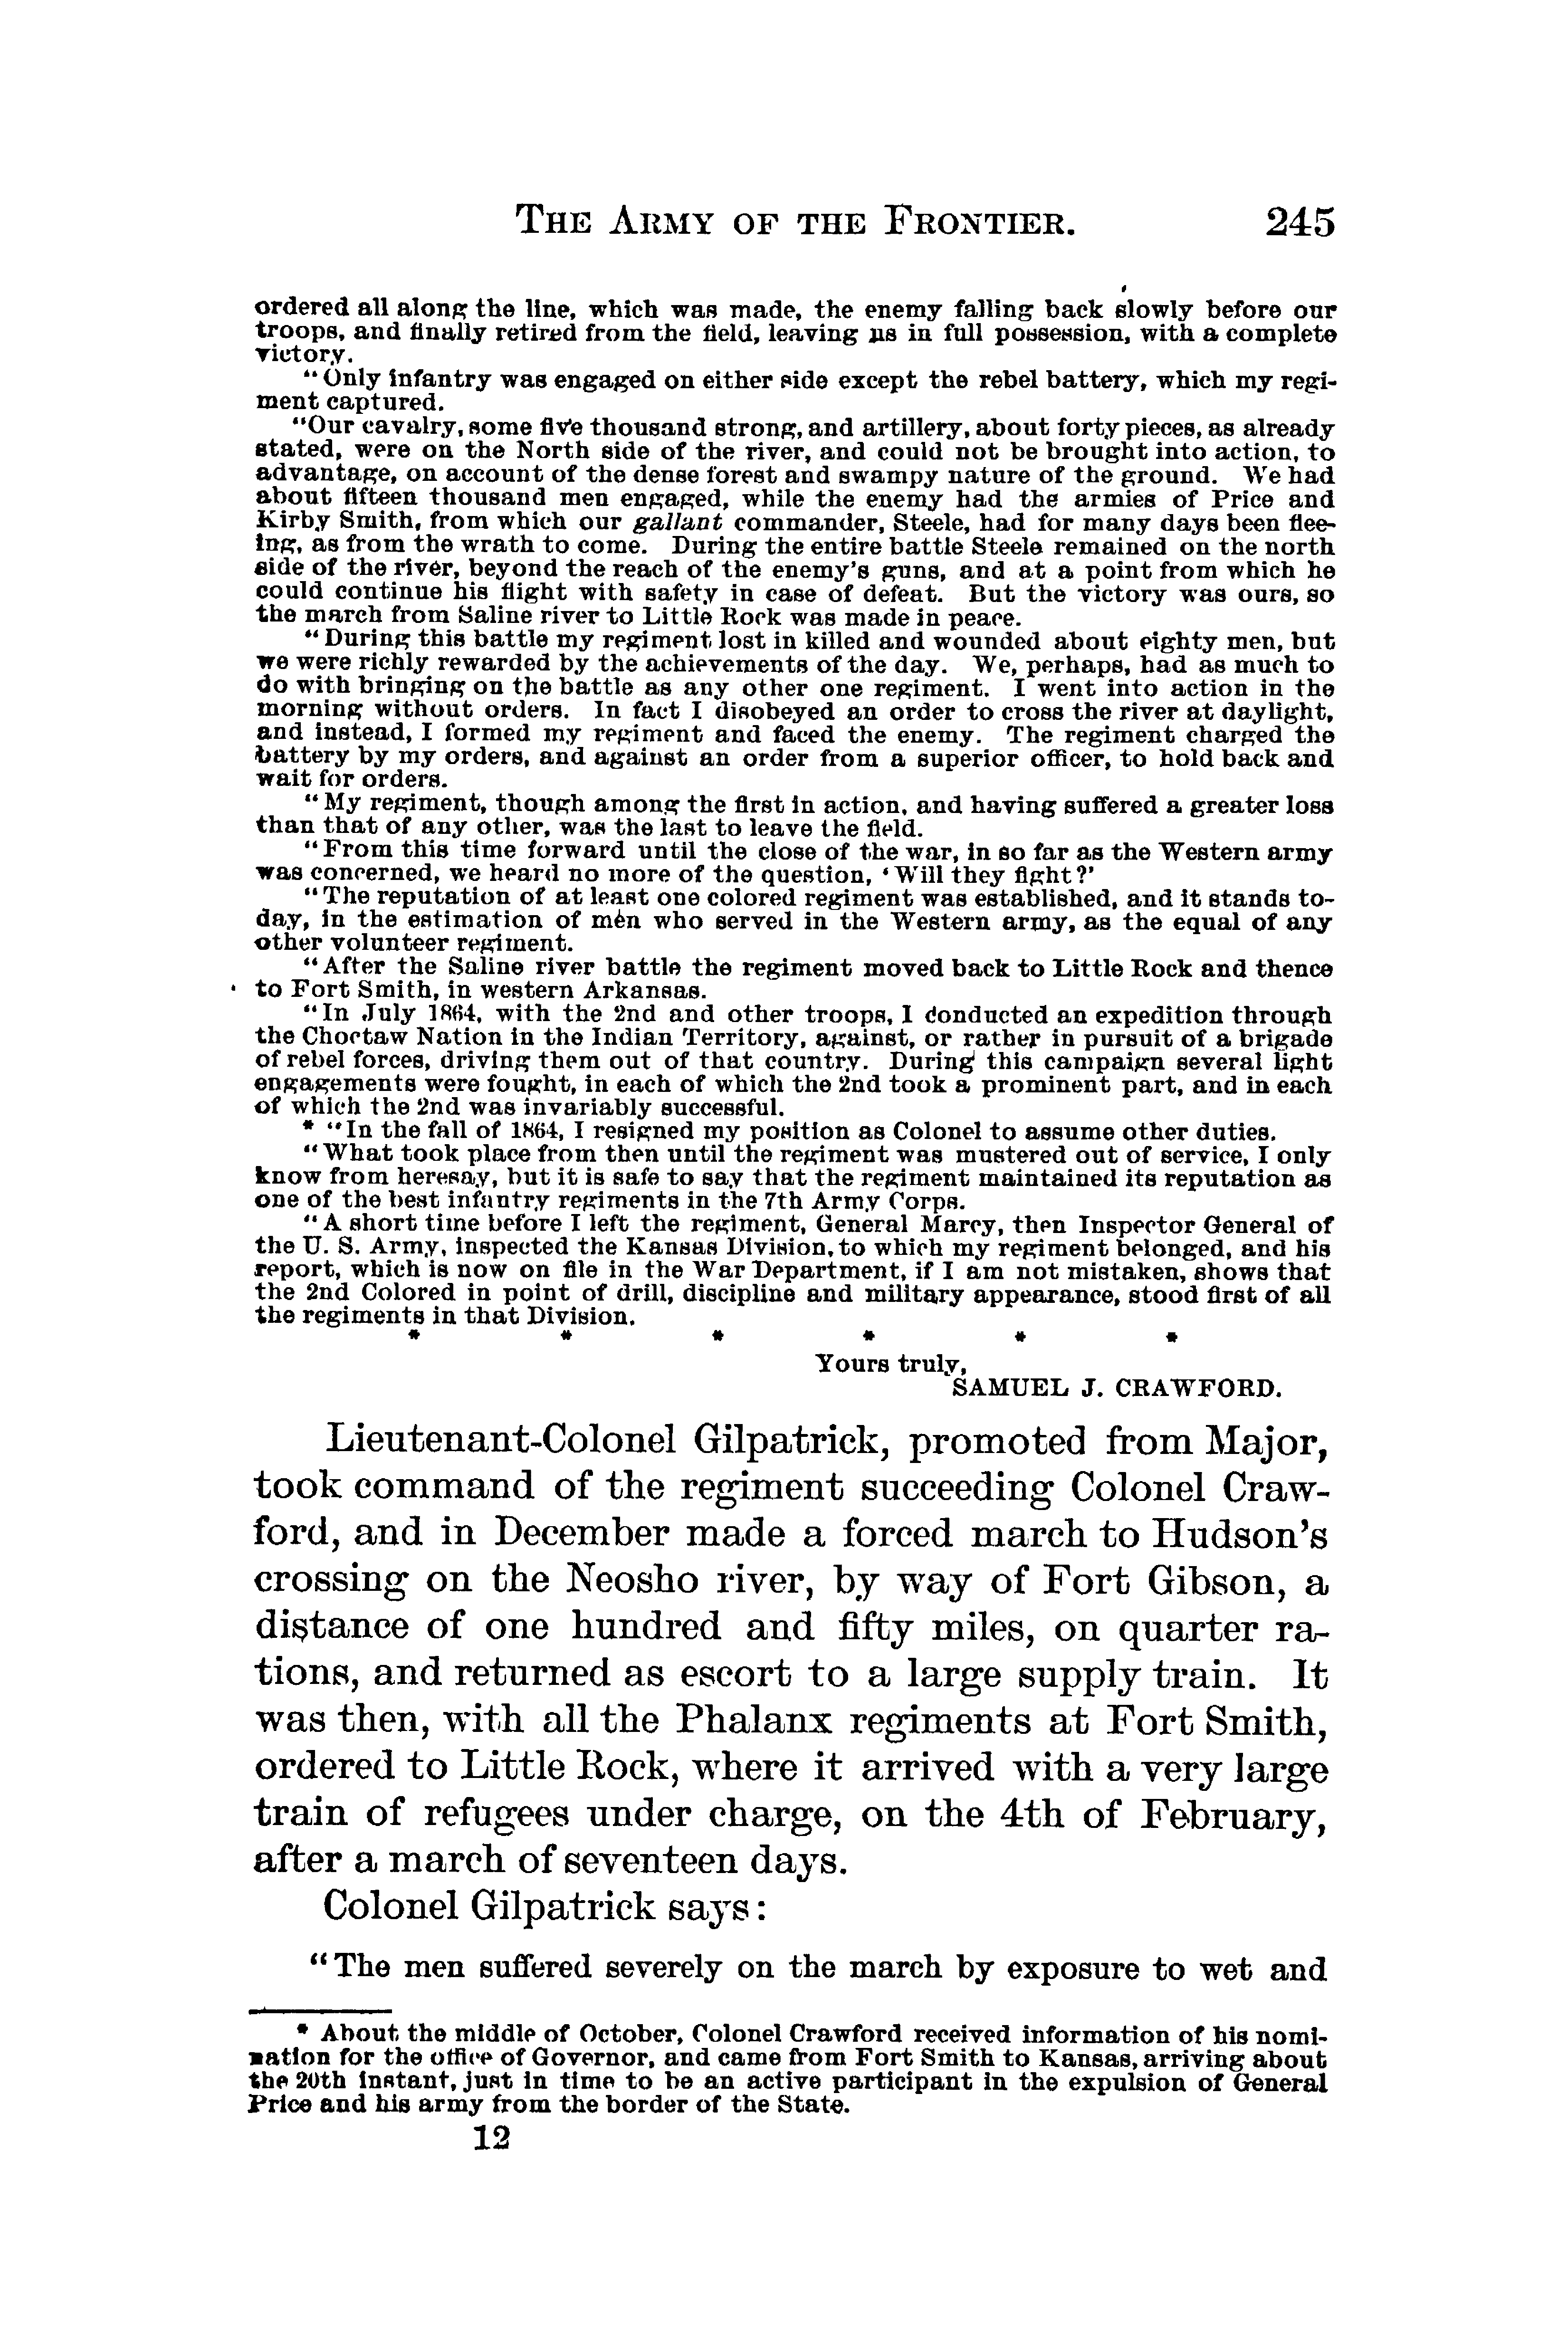 THE ARMY OF THE FRONTIER. 245
ordered all along the line, which was made, the enemy falling back slowly before our
troops, and finally retired from the field, leaving us in full possession, with a complete
victory.
"Only infantry was engaged on either side except the rebel battery, which my regi-
ment captured.
"Our cavalry, some five thousand strong, and artillery, about forty pieces, as already
stated, were on the North side of the river, and could not be brought into action, to
advantage, on account of the dense forest and swampy nature of the ground. We had
about fifteen thousand men engaged, while the enemy had the armies of Price and
Kirby Smith, from which our gallant commander, Steele, had for many days been flee-
ing, as from the wrath to come. During the entire battle Steele remained on the north
side of the river, beyond the reach of the enemy's guns, and at a point from which he
could continue his flight with safety in case of defeat. But the victory was ours, so
the march from Saline river to Little Rock was made in peace.
"During this battle my regiment lost in killed and wounded about eighty men, but
we were richly rewarded by the achievements of the day. We, perhaps, had as much to
do with bringing on the battle as any other one regiment. I went into action in the
morning without orders. In fact I disobeyed an order to cross the river at daylight,
and instead, I formed my regiment and faced the enemy. The regiment charged the
battery by my orders, and against an order from a superior officer, to hold back and
wait for orders.
"My regiment, though among the first in action, and having suffered a greater loss
than that of any other, was the last to leave the field.
"From this time forward until the close of the war, in so far as the Western army
was concerned, we heard no more of the question, 'Will they fight?'
"The reputation of at least one colored regiment was established, and it stands to-
day, in the estimation of men who served in the Western army, as the equal of any
other volunteer regiment.
"After the Saline river battle the regiment moved back to Little Rock and thence
to Fort Smith, in western Arkansas.
"In July 1864, with the 2nd and other troops, I conducted an expedition through
the Choctaw Nation in the Indian Territory, against, or rather in pursuit of a brigade
of rebel forces, driving them out of that country. During this campaign several light
engagements were fought, in each of which the 2nd took a prominent part, and in each
of which the 2nd was invariably successful.
* "In the fall of 1864, I resigned my position as Colonel to assume other duties.
"What took place from then until the regiment was mustered out of service, I only
know from heresay, but it is safe to say that the regiment maintained its reputation as
one of the best infantry regiments in the 7th Army Corps.
"A short time before I left the regiment, General Marcy, then Inspector General of
the U. S. Army, inspected the Kansas Division, to which my regiment belonged, and his
report, which is now on file in the War Department, if I am not mistaken, shows that
the 2nd Colored in point of drill, discipline and military appearance, stood first of all
the regiments in that Division.
* * * * * *
Yours truly,
SAMUEL J. CRAWFORD.
Lieutenant-Colonel Gilpatrick, promoted from Major,
took command of the regiment succeeding Colonel Craw-
ford, and in December made a forced march to Hudson's
crossing on the Neosho river, by way of Fort Gibson, a
distance of one hundred and fifty miles, on quarter ra-
tions, and returned as escort to a large supply train. It
was then, with all the Phalanx regiments at Fort Smith,
ordered to Little Rock, where it arrived with a very large
train of refugees under charge, on the 4th of February,
after a march of seventeen days.
Colonel Gilpatrick says:
"The men suffered severely on the march by exposure to wet and
* About the middle of October, Colonel Crawford received information of his nomi-
nation for the office of Governor, and came from Fort Smith to Kansas, arriving about
the 20th instant, just in time to be an active participant in the expulsion of General
Price and his army from the border of the State.
12